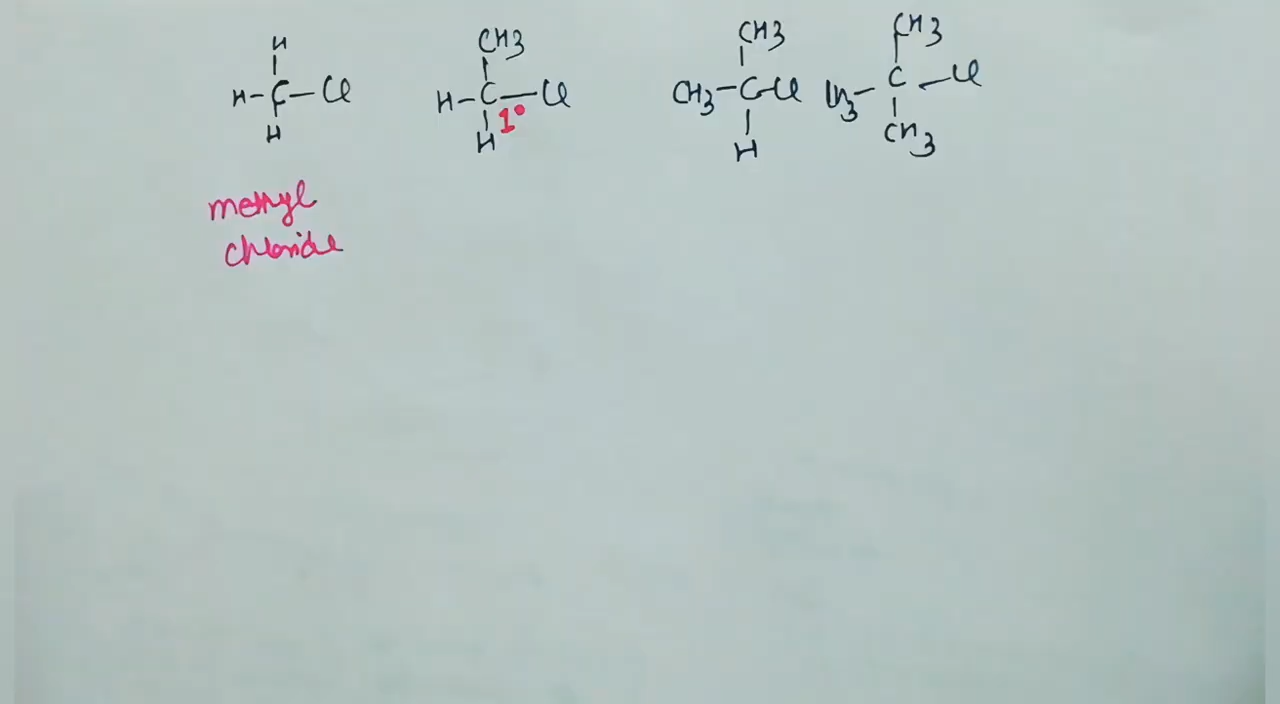 H CH3 CH3 CH3
H-C-Cl H-C-Cl CH3-C-Cl CH3-C-Cl
1°
H H H CH3
methyl
chloride